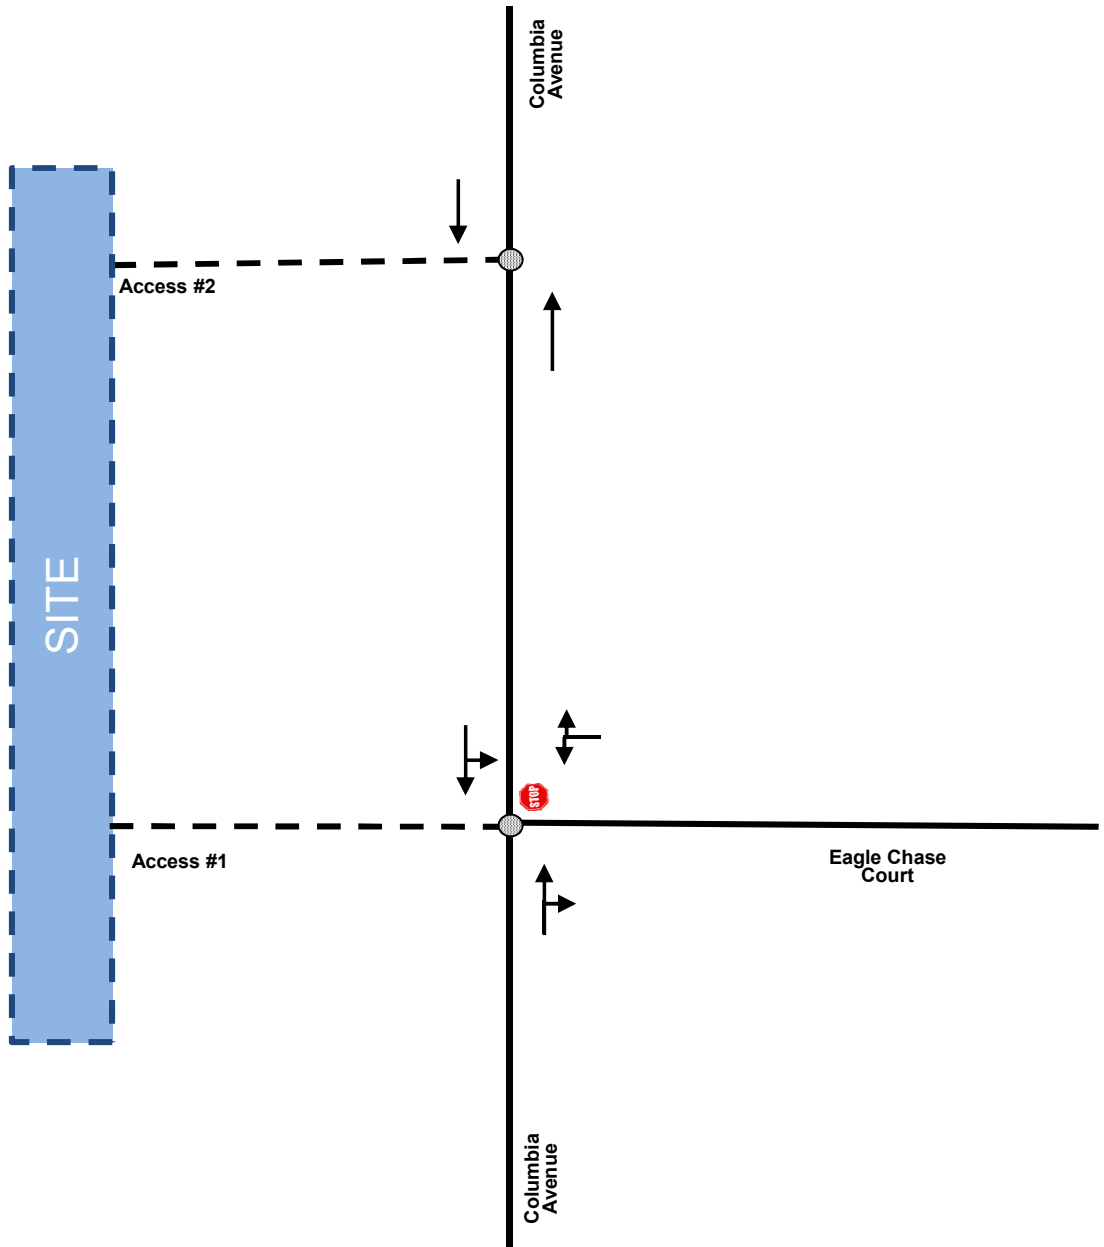 Columbia
Avenue
Access #2
SITE
STOP
Access #1
Eagle Chase
Court
Columbia
Avenue